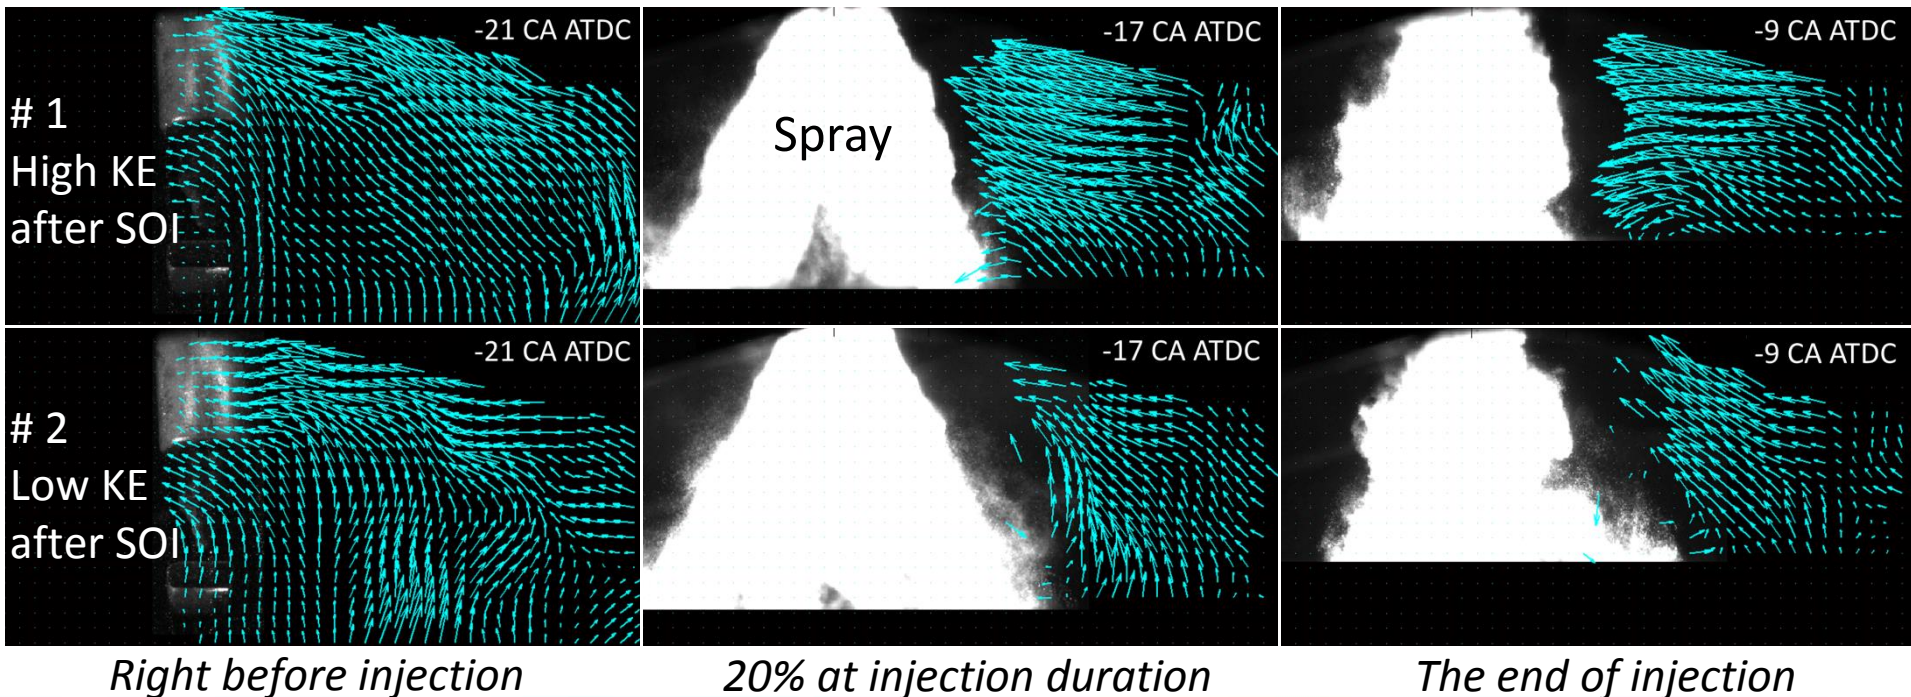 -21 CA ATDC
-17 CA ATDC
-9 CA ATDC
# 1
High KE
after SOI
Spray
-21 CA ATDC
-17 CA ATDC
-9 CA ATDC
# 2
Low KE
after SOI
Right before injection
20% at injection duration
The end of injection